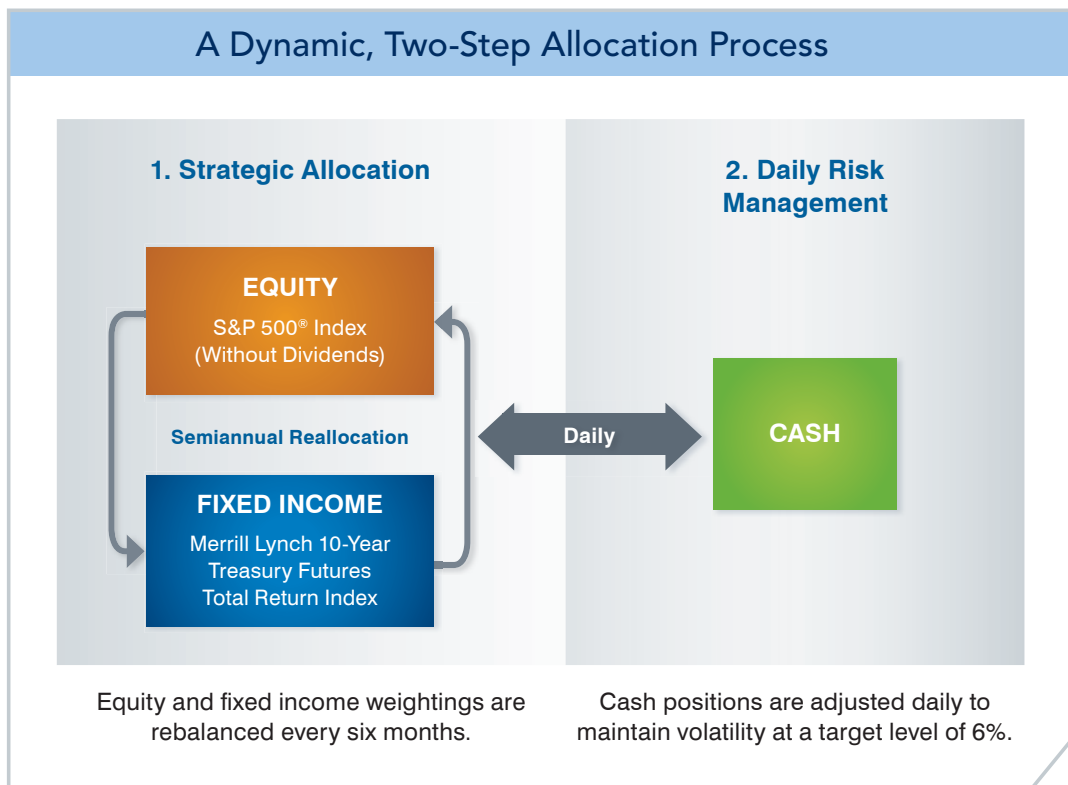 A Dynamic, Two-Step Allocation Process
1. Strategic Allocation
EQUITY
S&P 500® Index
(Without Dividends)
Semiannual Reallocation
FIXED INCOME
Merrill Lynch 10-Year
Treasury Futures
Total Return Index
Daily
2. Daily Risk
Management
CASH
Equity and fixed income weightings are
rebalanced every six months.
Cash positions are adjusted daily to
maintain volatility at a target level of 6%.